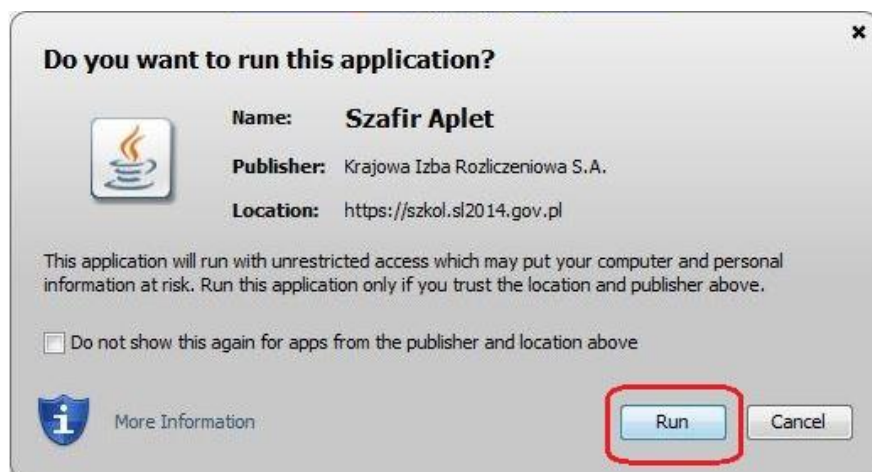 Do you want to run this application?
Name: Szafir Aplet
Publisher: Krajowa Izba Rozliczeniowa S.A.
Location: https://szkol.sl2014.gov.pl
This application will run with unrestricted access which may put your computer and personal
information at risk. Run this application only if you trust the location and publisher above.
Do not show this again for apps from the publisher and location above
More Information
Run
Cancel